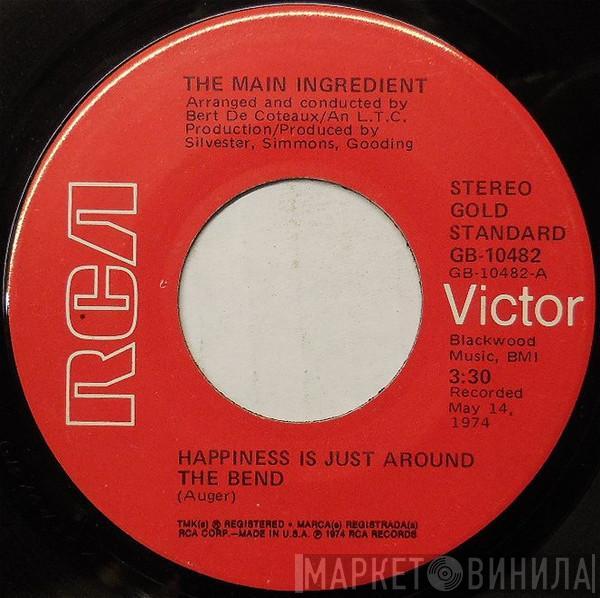 THE MAIN INGREDIENT
Arranged and conducted by
Bert De Coteaux/An L.T.C.
Production/Produced by
Silvester, Simmons, Gooding
RCA
STEREO
GOLD
STANDARD
GB-10482
GB-10482-A
Victor
Blackwood
Music, BMI
3:30
Recorded
May 14,
1974
HAPPINESS IS JUST AROUND
THE BEND
(Auger)
TMK(s) ® REGISTERED • MARCA(s) REGISTRADA(s)
RCA CORP.—MADE IN U.S.A. ℗ 1974 RCA RECORDS
МАРКЕТ ВИНИЛА